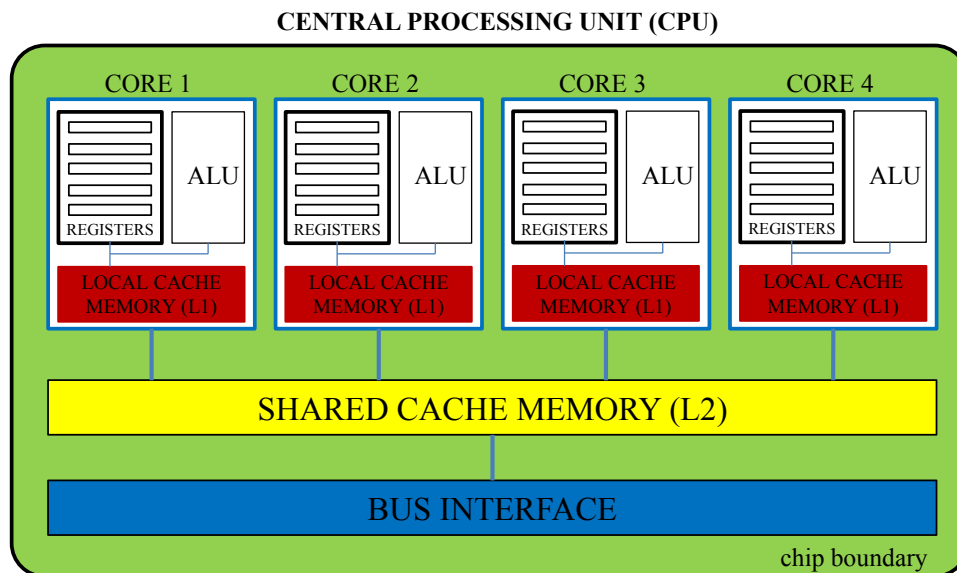 CENTRAL PROCESSING UNIT (CPU)
CORE 1
CORE 2
CORE 3
CORE 4
ALU
REGISTERS
LOCAL CACHE
MEMORY (L1)
ALU
REGISTERS
LOCAL CACHE
MEMORY (L1)
ALU
REGISTERS
LOCAL CACHE
MEMORY (L1)
ALU
REGISTERS
LOCAL CACHE
MEMORY (L1)
SHARED CACHE MEMORY (L2)
BUS INTERFACE
chip boundary